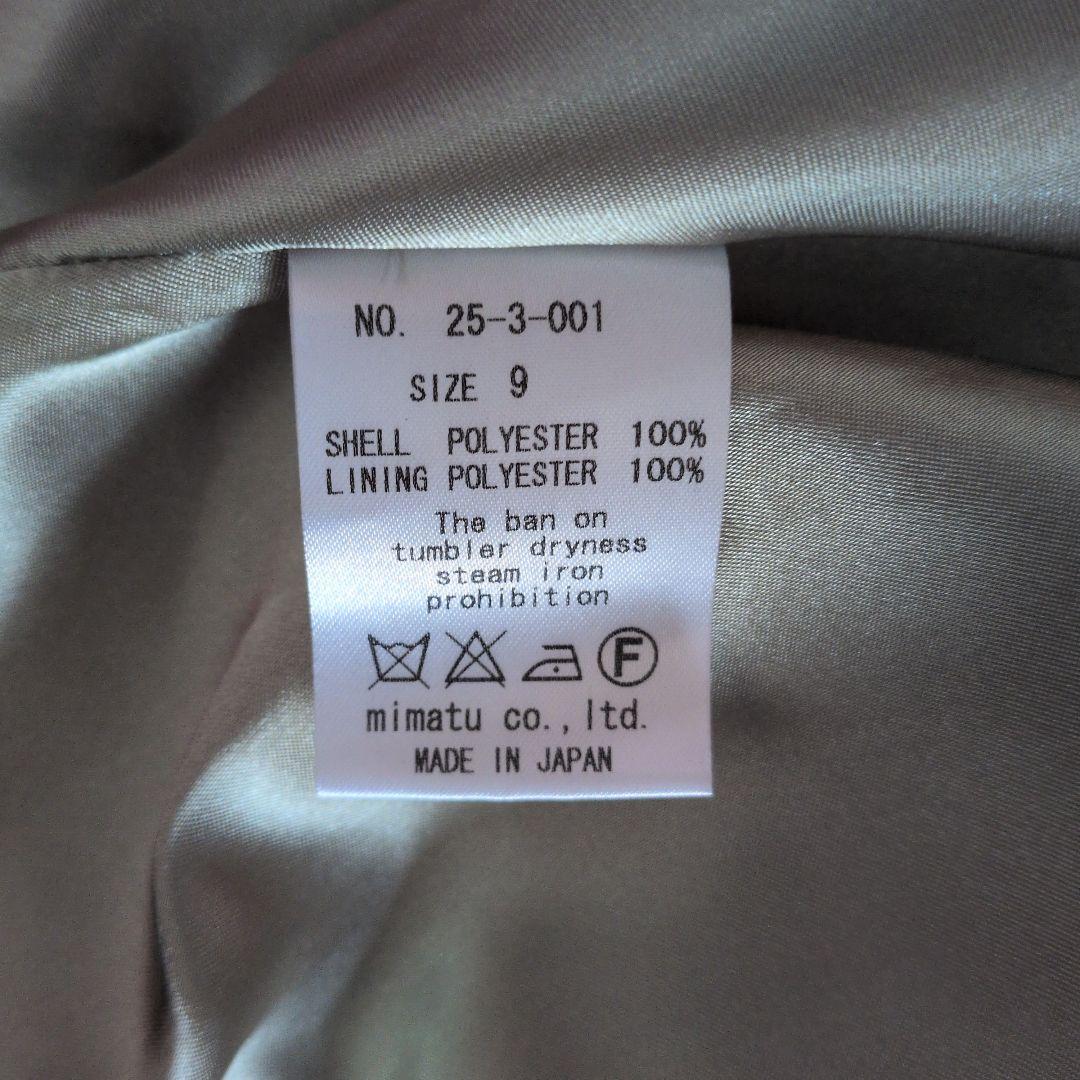 NO. 25-3-001
SIZE 9
SHELL POLYESTER 100%
LINING POLYESTER 100%
The ban on
tumbler dryness
steam iron
prohibition
F
mimatu co.,ltd.
MADE IN JAPAN